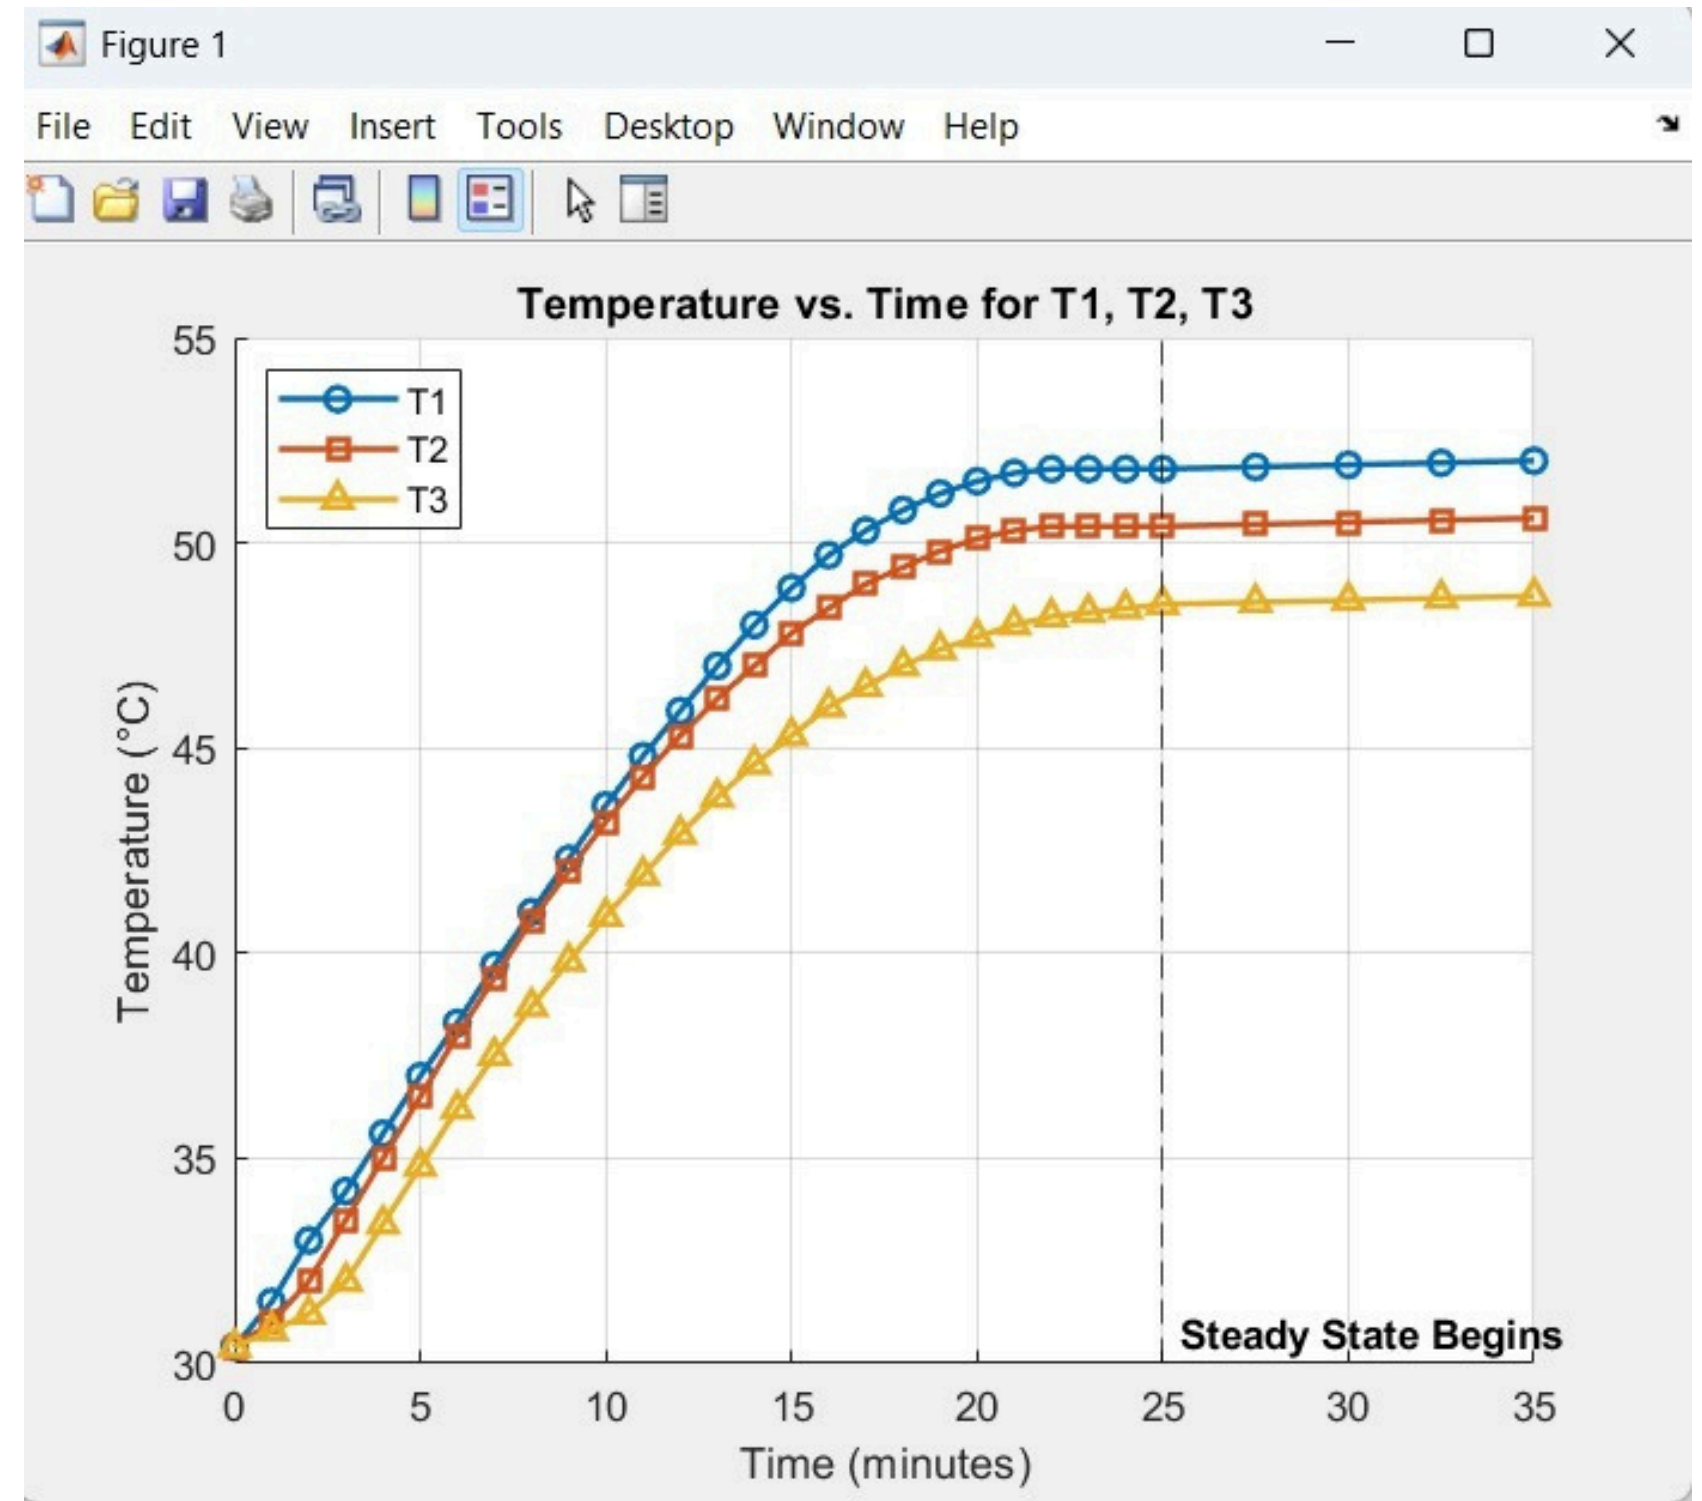 Figure 1
File Edit View Insert Tools Desktop Window Help
Temperature vs. Time for T1, T2, T3
T1
T2
T3
55
50
45
40
35
30
Temperature (°C)
Steady State Begins
0 5 10 15 20 25 30 35
Time (minutes)